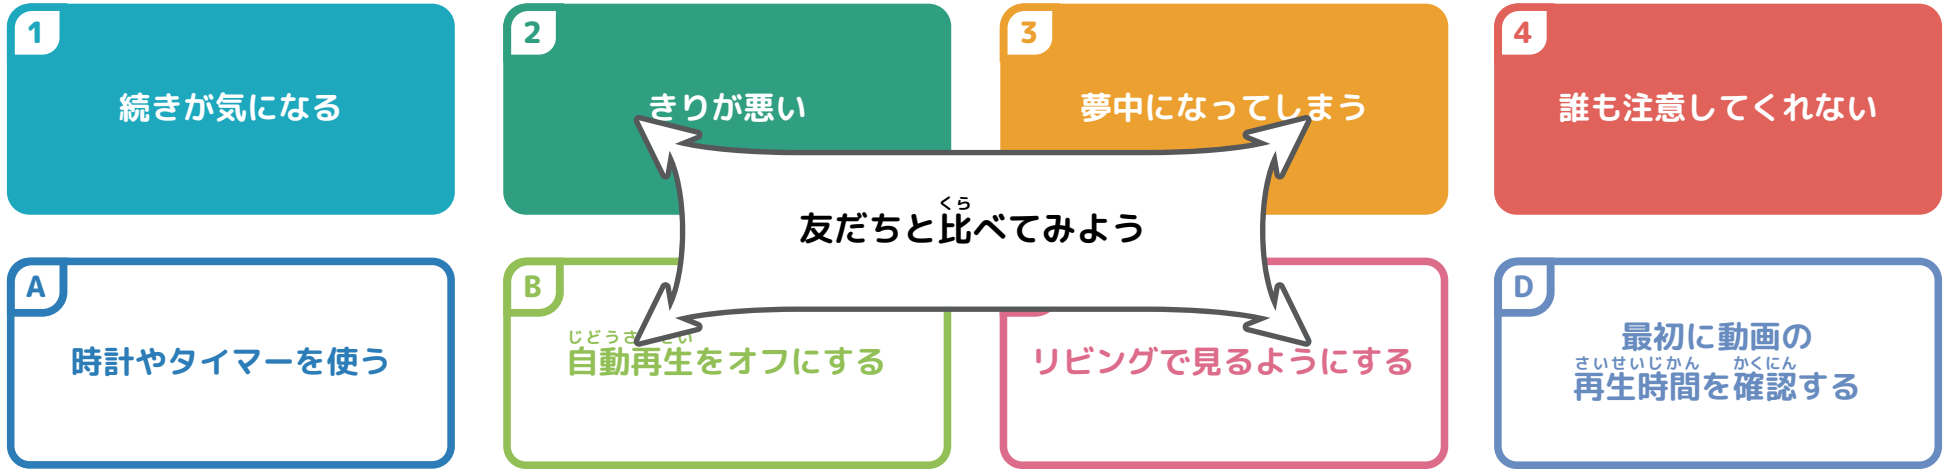 1
続きが気になる
2
きりが悪い
3
夢中になってしまう
4
誰も注意してくれない
くら
友だちと比べてみよう
A
時計やタイマーを使う
B
自動再生をオフにする
リビングで見るようにする
D
最初に動画の
さいせいじかん かくにん
再生時間を確認する